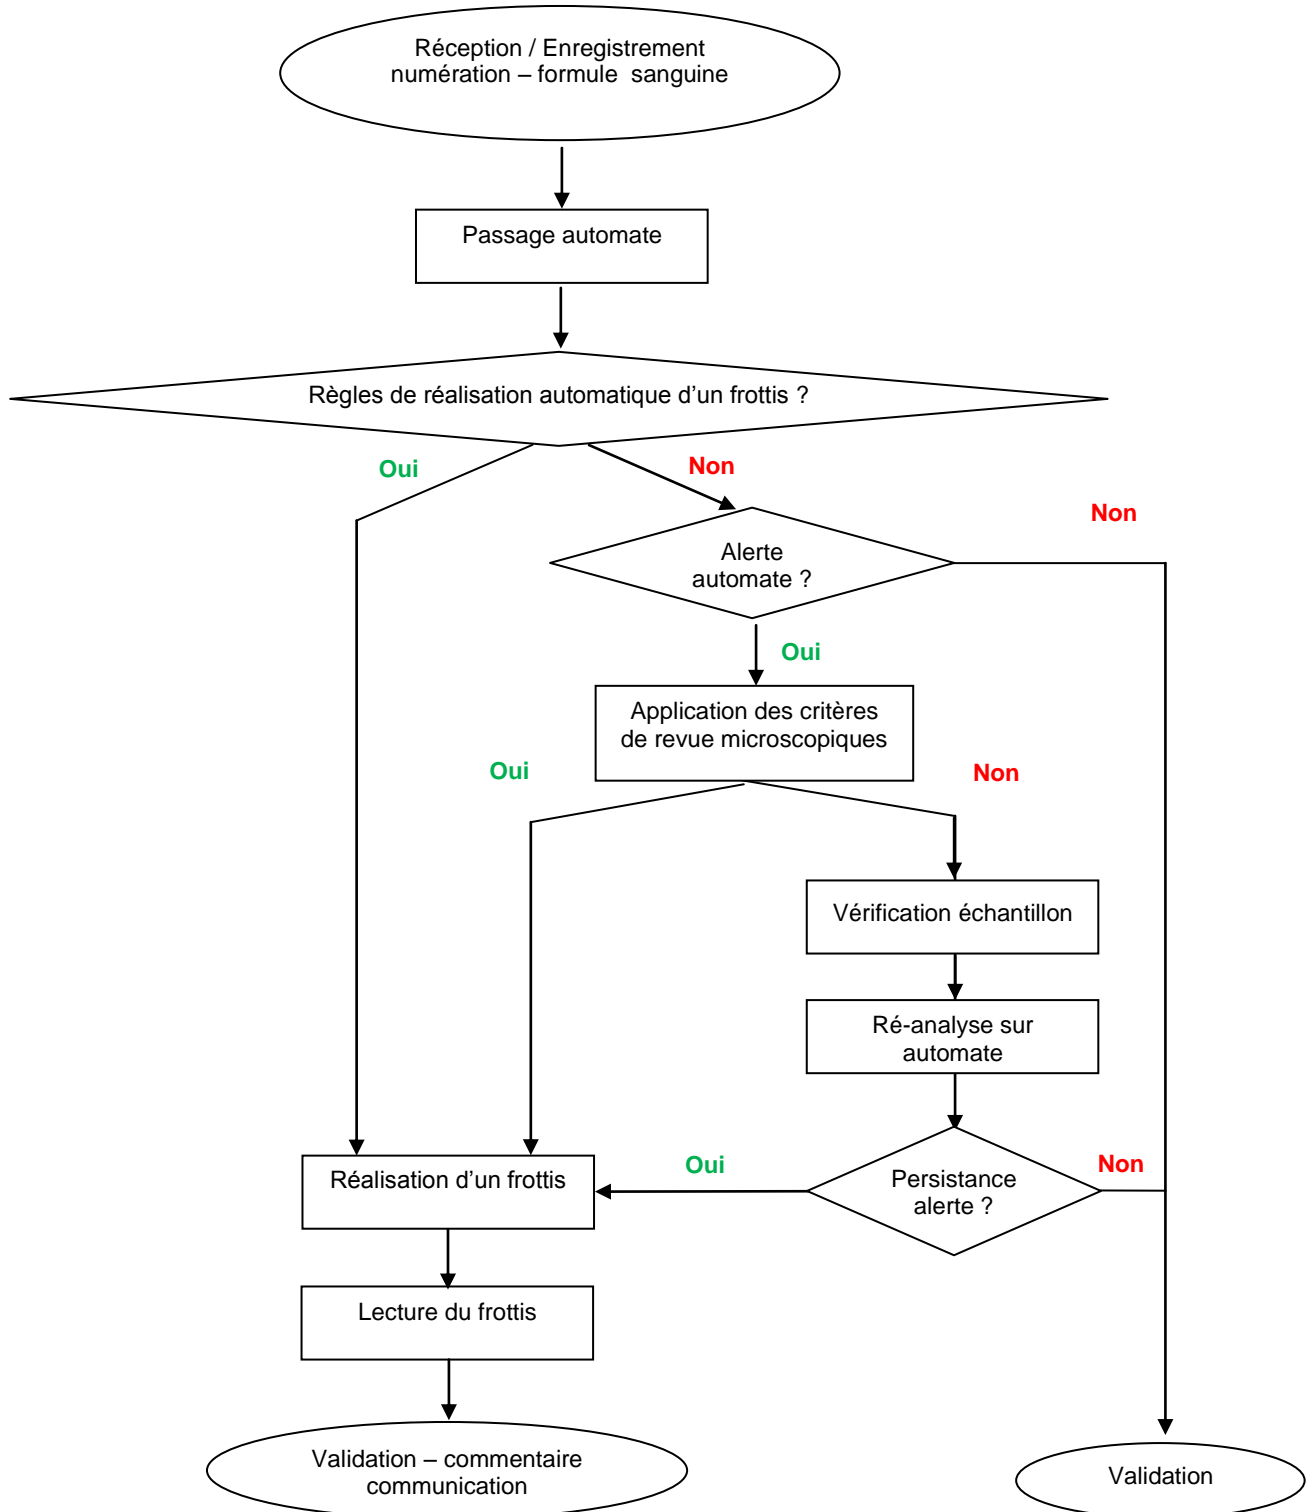 Réception / Enregistrement
numération – formule sanguine
Passage automate
Règles de réalisation automatique d’un frottis ?
Oui
Non
Non
Alerte
automate ?
Oui
Application des critères
de revue microscopiques
Oui
Non
Vérification échantillon
Ré-analyse sur
automate
Réalisation d’un frottis
Oui
Persistance
alerte ?
Non
Lecture du frottis
Validation – commentaire
communication
Validation